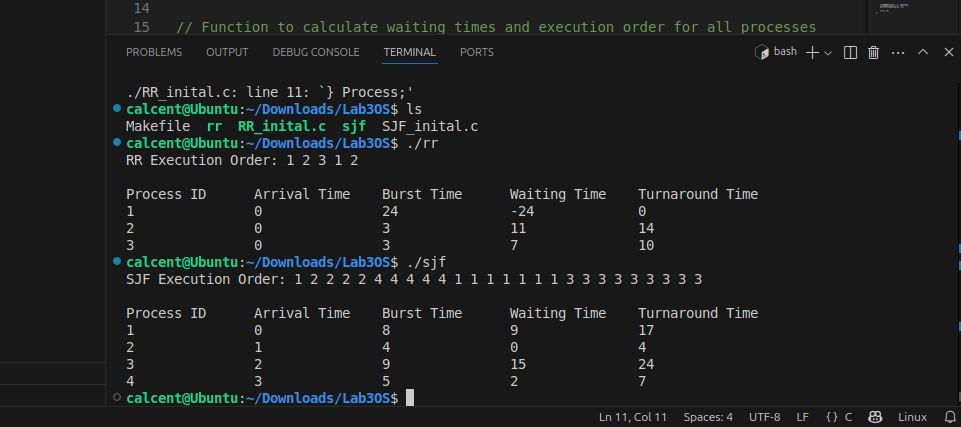 14
15 // Function to calculate waiting times and execution order for all processes
PROBLEMS OUTPUT DEBUG CONSOLE TERMINAL PORTS bash
./RR_inital.c: line 11: `} Process;'
calcent@Ubuntu:~/Downloads/Lab3OS$ ls
Makefile rr RR_inital.c sjf SJF_inital.c
calcent@Ubuntu:~/Downloads/Lab3OS$ ./rr
RR Execution Order: 1 2 3 1 2
Process ID Arrival Time Burst Time Waiting Time Turnaround Time
1 0 24 -24 0
2 0 3 11 14
3 0 3 7 10
calcent@Ubuntu:~/Downloads/Lab3OS$ ./sjf
SJF Execution Order: 1 2 2 2 2 4 4 4 4 4 1 1 1 1 1 1 1 3 3 3 3 3 3 3 3 3
Process ID Arrival Time Burst Time Waiting Time Turnaround Time
1 0 8 9 17
2 1 4 0 4
3 2 9 15 24
4 3 5 2 7
calcent@Ubuntu:~/Downloads/Lab3OS$
Ln 11, Col 11 Spaces: 4 UTF-8 LF {} C Linux